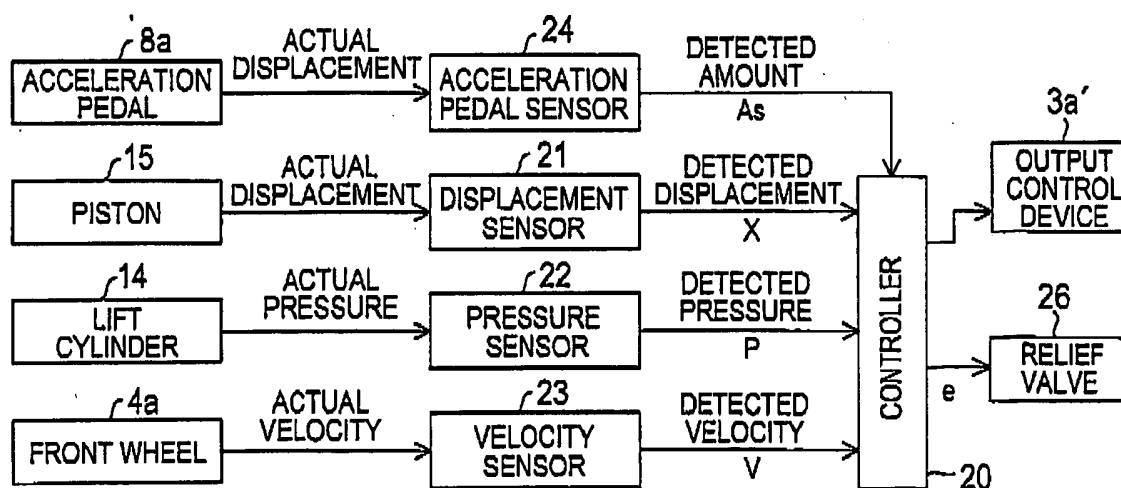 8a
ACCELERATION
PEDAL
ACTUAL
DISPLACEMENT
24
ACCELERATION
PEDAL SENSOR
DETECTED
AMOUNT
As
3a'
OUTPUT
CONTROL
DEVICE
15
PISTON
ACTUAL
DISPLACEMENT
21
DISPLACEMENT
SENSOR
DETECTED
DISPLACEMENT
X
CONTROLLER
14
LIFT
CYLINDER
ACTUAL
PRESSURE
22
PRESSURE
SENSOR
DETECTED
PRESSURE
P
26
RELIEF
VALVE
e
4a
FRONT WHEEL
ACTUAL
VELOCITY
23
VELOCITY
SENSOR
DETECTED
VELOCITY
V
20